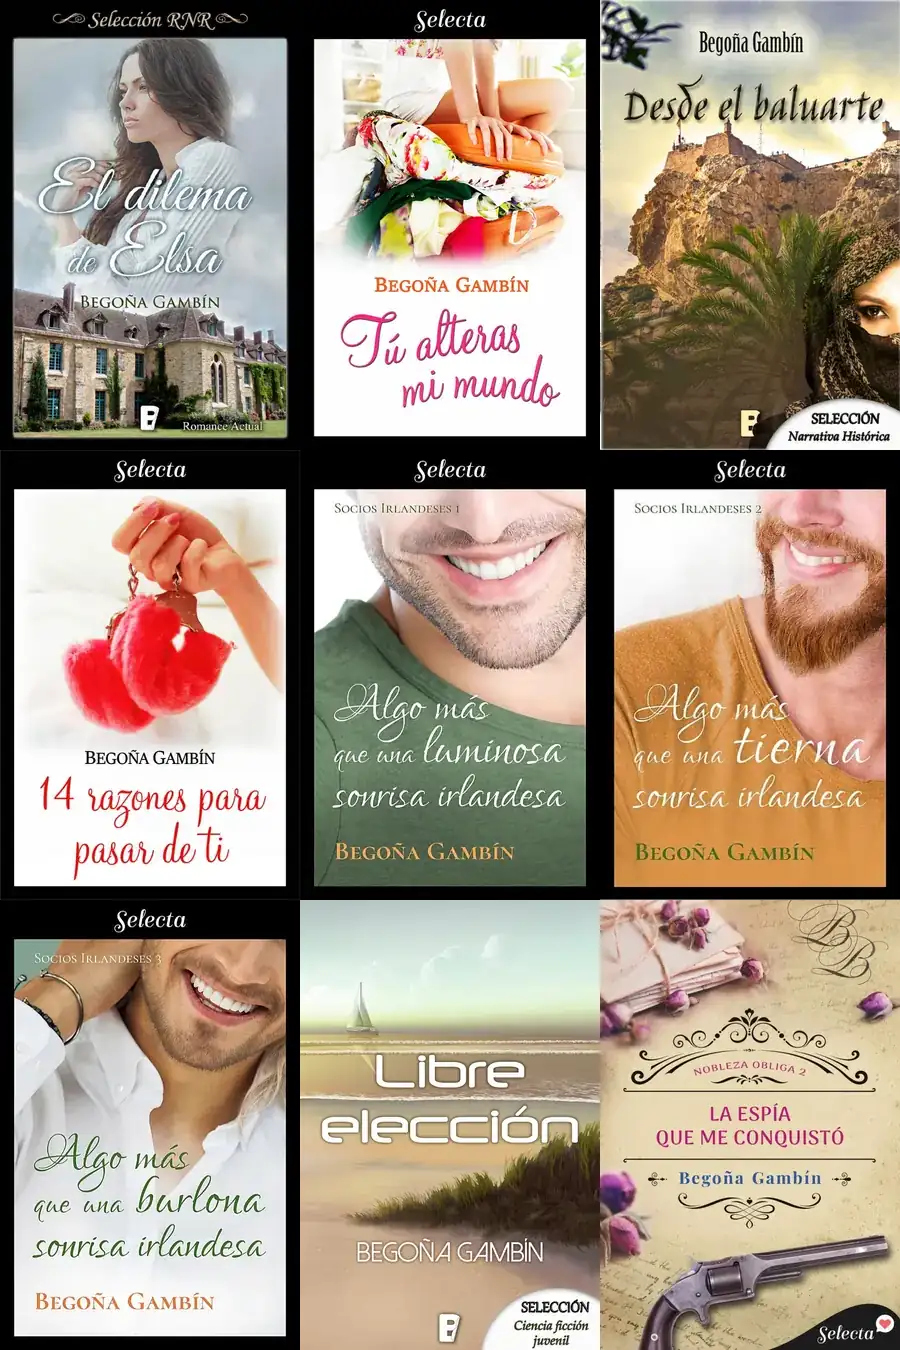 Selección RNR
El dilema
de Elsa
Begoña Gambín
B
Romance Actual
Selecta
Begoña Gambín
Tú alteras
mi mundo
Begoña Gambín
Desde el baluarte
B
SELECCIÓN
Narrativa Histórica
Selecta
Begoña Gambín
14 razones para
pasar de ti
Selecta
Socios Irlandeses 1
Algo más
que una luminosa
sonrisa irlandesa
Begoña Gambín
Selecta
Socios Irlandeses 2
Algo más
que una tierna
sonrisa irlandesa
Begoña Gambín
Selecta
Socios Irlandeses 3
Algo más
que una burlona
sonrisa irlandesa
Begoña Gambín
Libre
elección
BEGOÑA GAMBÍN
B
SELECCIÓN
Ciencia ficción
juvenil
BB
NOBLEZA OBLIGA 2
LA ESPÍA
QUE ME CONQUISTÓ
Begoña Gambín
Selecta